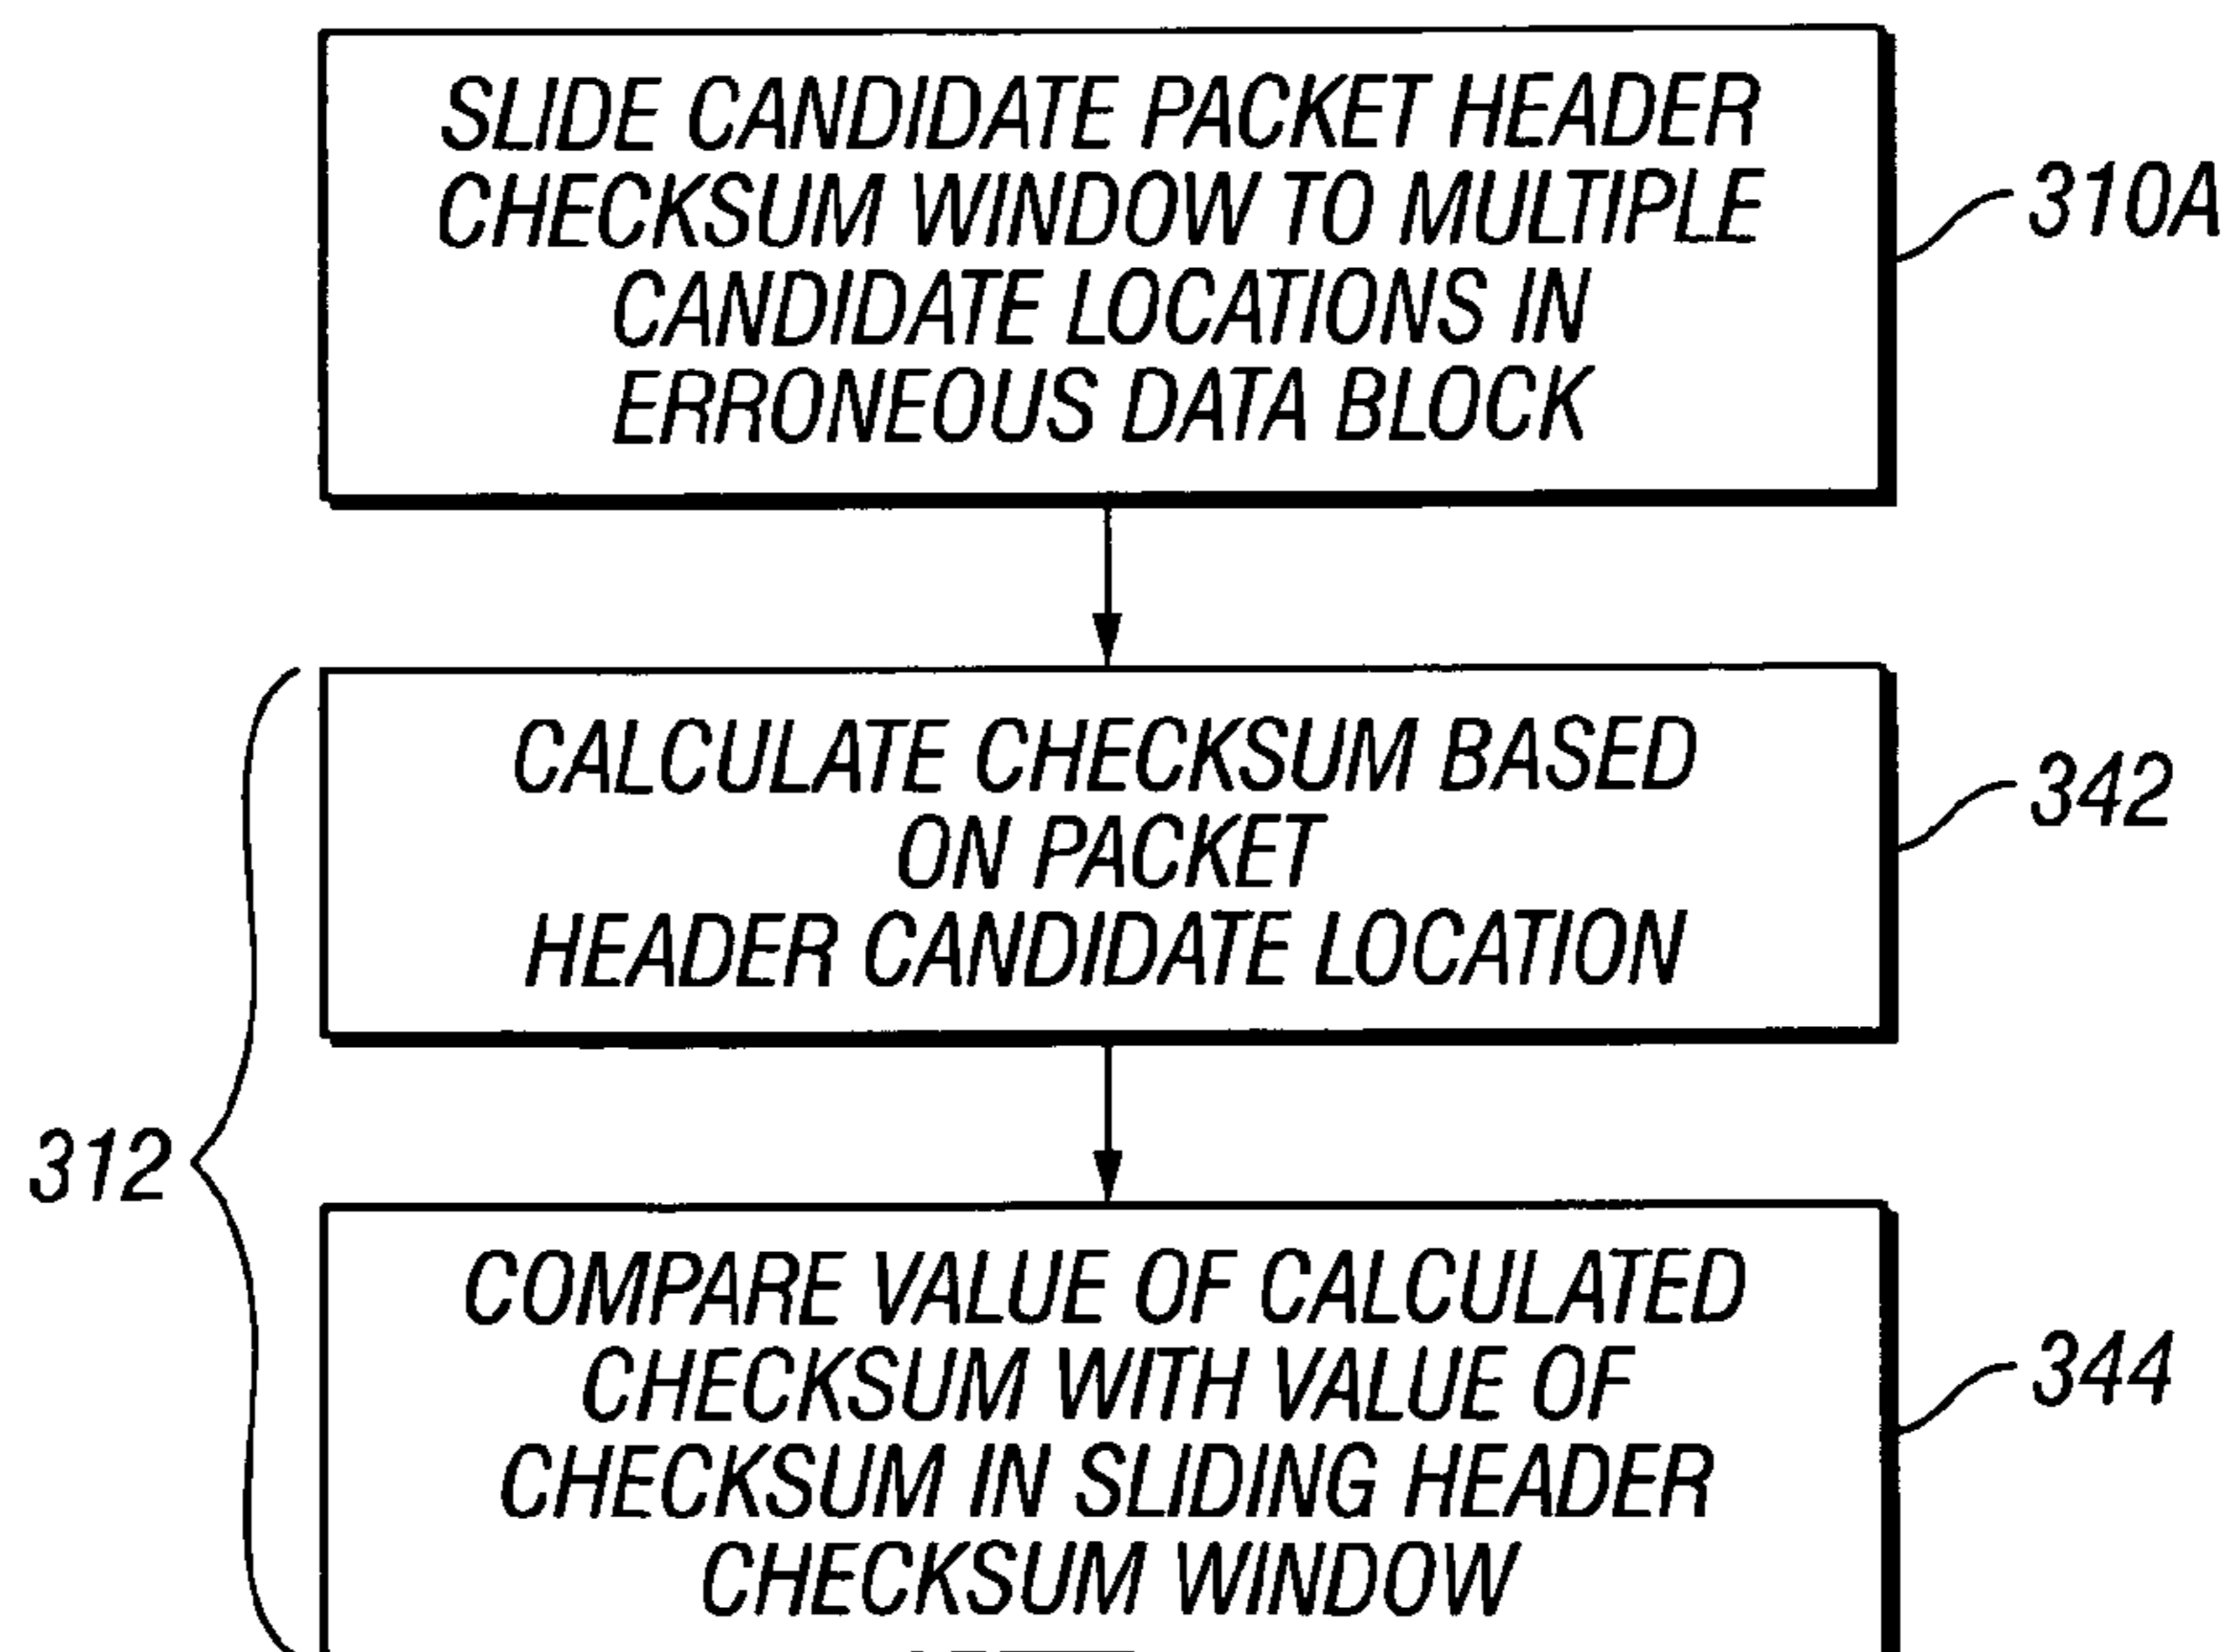 SLIDE CANDIDATE PACKET HEADER
CHECKSUM WINDOW TO MULTIPLE
CANDIDATE LOCATIONS IN
ERRONEOUS DATA BLOCK
310A
CALCULATE CHECKSUM BASED
ON PACKET
HEADER CANDIDATE LOCATION
342
312
COMPARE VALUE OF CALCULATED
CHECKSUM WITH VALUE OF
CHECKSUM IN SLIDING HEADER
CHECKSUM WINDOW
344